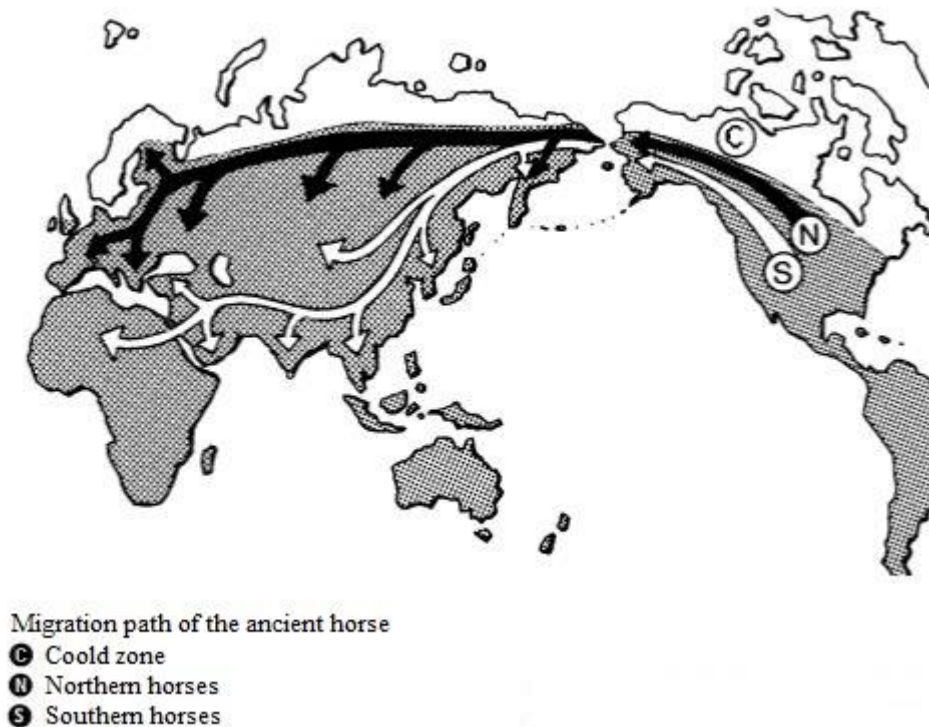 C
N
S
Migration path of the ancient horse
C Coold zone
N Northern horses
S Southern horses